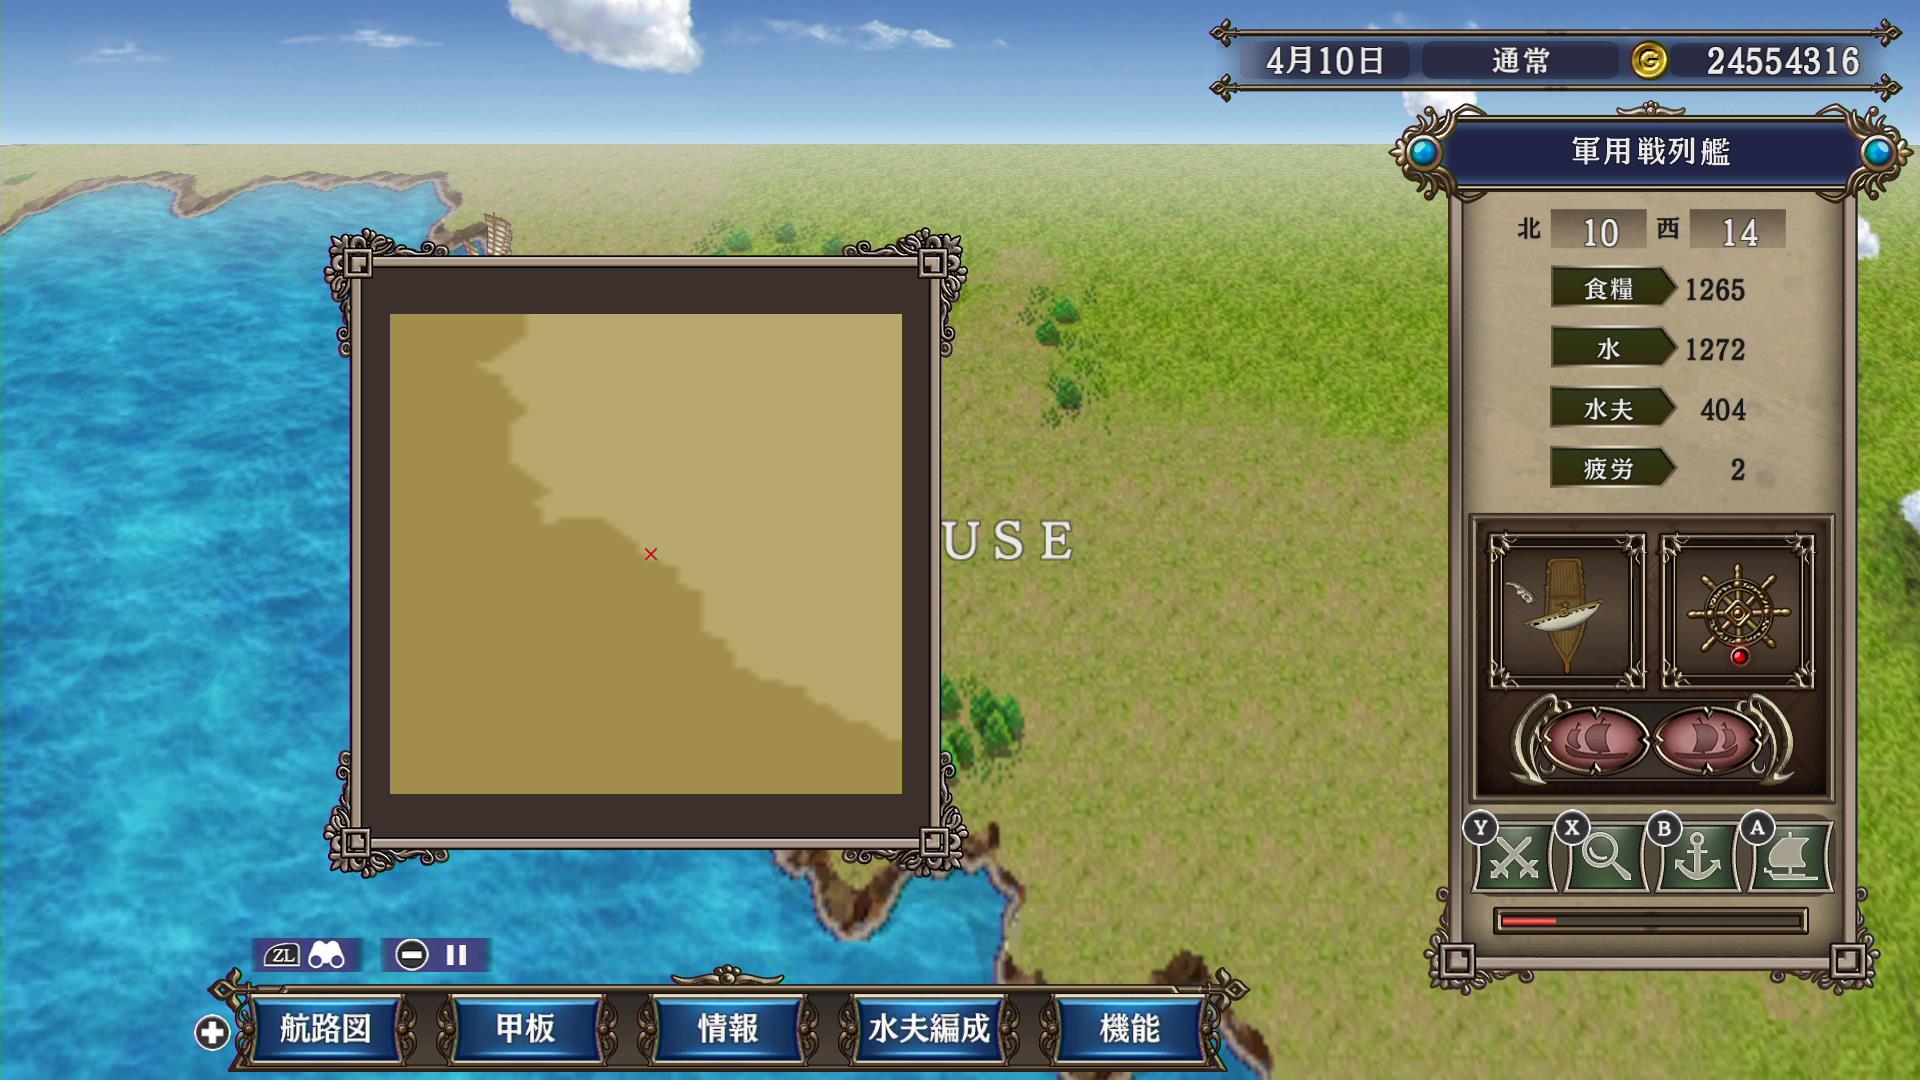 4月10日 通常 G 24554316
軍用戦列艦
北 10 西 14
食糧 1265
水 1272
水夫 404
疲労 2
USE
Y X B A
ZL
航路図 甲板 情報 水夫編成 機能